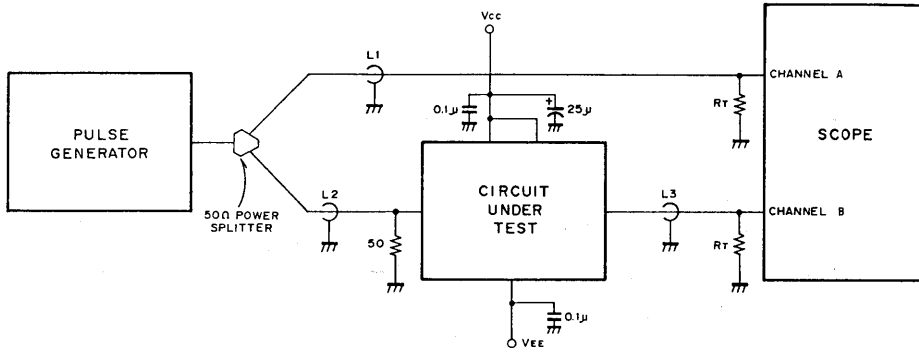 Vcc
L1
CHANNEL A
0.1μ
+
25μ
RT
PULSE
GENERATOR
SCOPE
50Ω POWER
SPLITTER
L2
50
CIRCUIT
UNDER
TEST
L3
CHANNEL B
RT
0.1μ
VEE